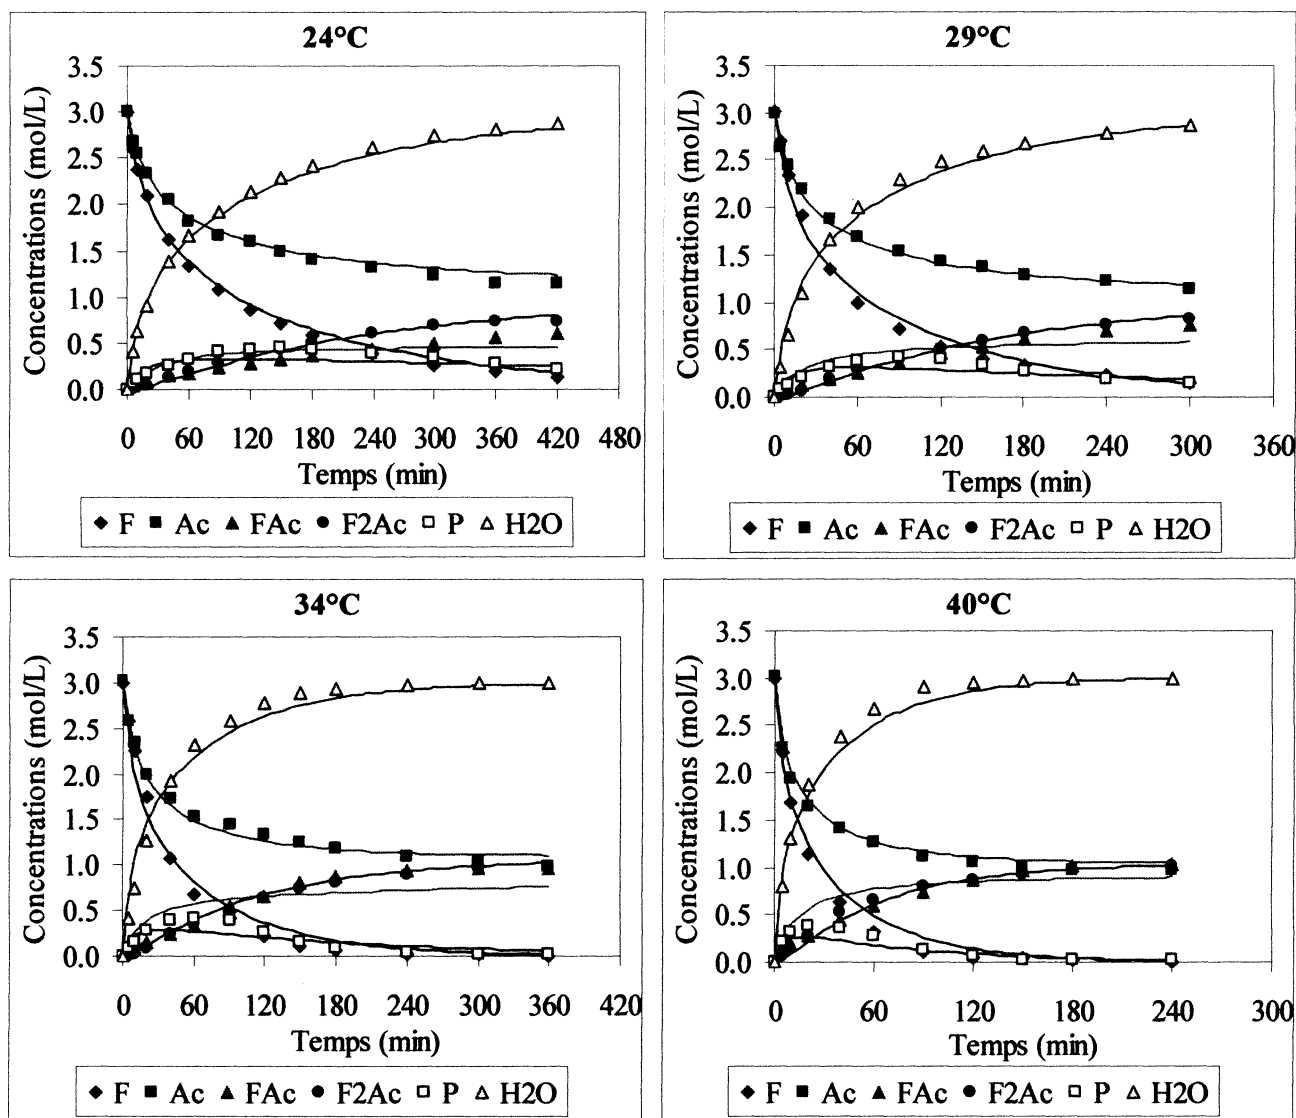 24°C
Concentrations (mol/L)
3.5
3.0
2.5
2.0
1.5
1.0
0.5
0.0
0 60 120 180 240 300 360 420 480
Temps (min)
F Ac FAc F2Ac P H2O
29°C
Concentrations (mol/L)
3.5
3.0
2.5
2.0
1.5
1.0
0.5
0.0
0 60 120 180 240 300 360
Temps (min)
F Ac FAc F2Ac P H2O
34°C
Concentrations (mol/L)
3.5
3.0
2.5
2.0
1.5
1.0
0.5
0.0
0 60 120 180 240 300 360 420
Temps (min)
F Ac FAc F2Ac P H2O
40°C
Concentrations (mol/L)
3.5
3.0
2.5
2.0
1.5
1.0
0.5
0.0
0 60 120 180 240 300
Temps (min)
F Ac FAc F2Ac P H2O